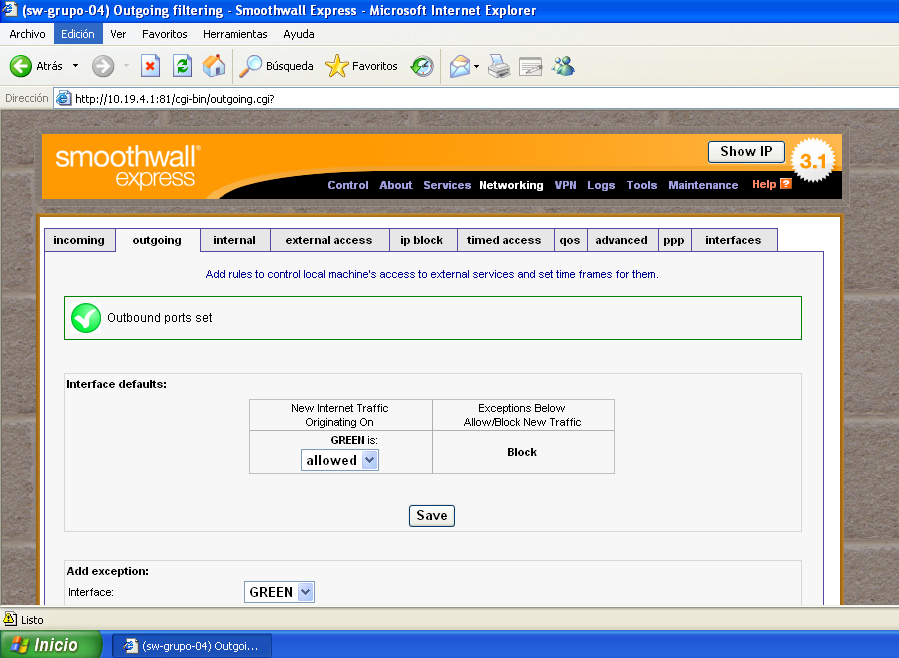 (sw-grupo-04) Outgoing filtering - Smoothwall Express - Microsoft Internet Explorer
Archivo Edición Ver Favoritos Herramientas Ayuda
Atrás Búsqueda Favoritos
Dirección http://10.19.4.1:81/cgi-bin/outgoing.cgi?
smoothwall®
express
Show IP
3.1
Control About Services Networking VPN Logs Tools Maintenance Help ?
incoming outgoing internal external access ip block timed access qos advanced ppp interfaces
Add rules to control local machine's access to external services and set time frames for them.
Outbound ports set
Interface defaults:
New Internet Traffic
Originating On
Exceptions Below
Allow/Block New Traffic
GREEN is:
allowed
Block
Save
Add exception:
Interface: GREEN
Listo
Inicio (sw-grupo-04) Outgoi...